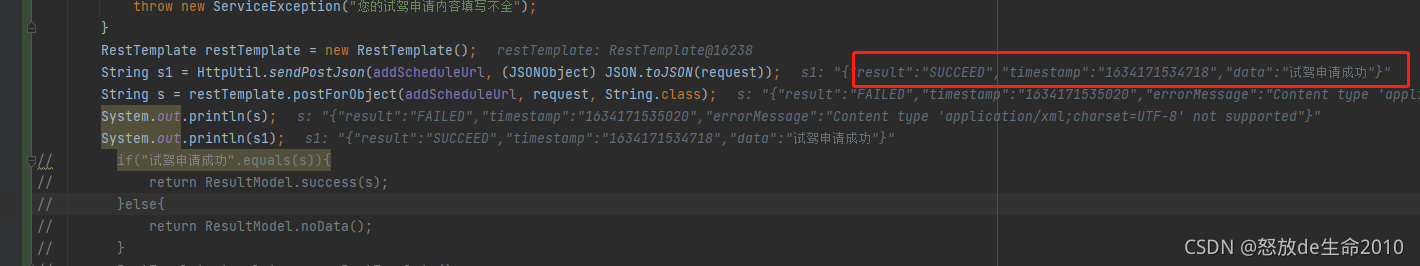 throw new ServiceException("您的试驾申请内容填写不全");
}
RestTemplate restTemplate = new RestTemplate(); restTemplate: RestTemplate@16238
String s1 = HttpUtil.sendPostJson(addScheduleUrl, (JSONObject) JSON.toJSON(request)); s1: "{"result":"SUCCEED","timestamp":"1634171534718","data":"试驾申请成功"}"
String s = restTemplate.postForObject(addScheduleUrl, request, String.class); s: "{"result":"FAILED","timestamp":"1634171535020","errorMessage":"Content type 'appli
System.out.println(s); s: "{"result":"FAILED","timestamp":"1634171535020","errorMessage":"Content type 'application/xml;charset=UTF-8' not supported"}"
System.out.println(s1); s1: "{"result":"SUCCEED","timestamp":"1634171534718","data":"试驾申请成功"}"
// if("试驾申请成功".equals(s)){
// return ResultModel.success(s);
// }else{
// return ResultModel.noData();
// }
CSDN @怒放de生命2010